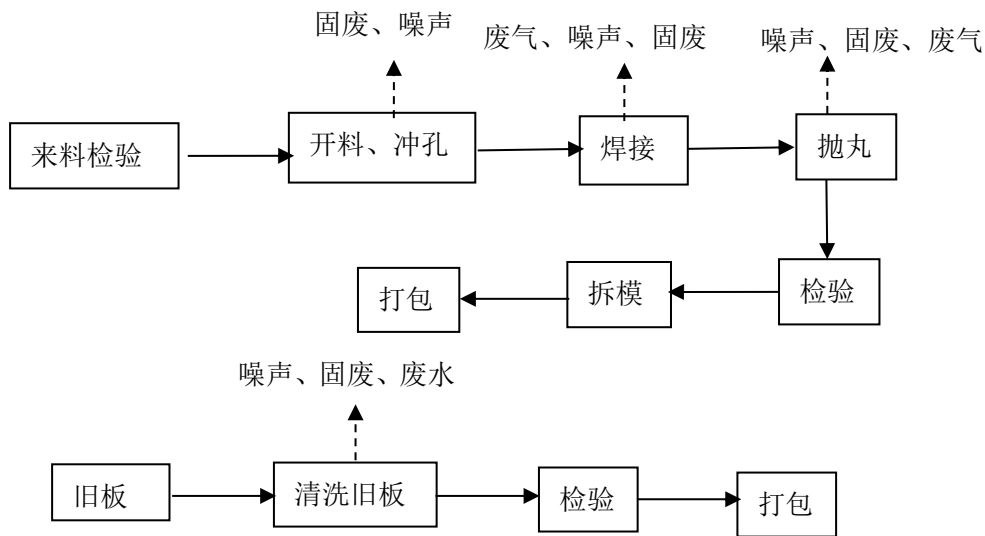 固废、噪声
废气、噪声、固废
噪声、固废、废气
来料检验
开料、冲孔
焊接
抛丸
打包
拆模
检验
噪声、固废、废水
旧板
清洗旧板
检验
打包